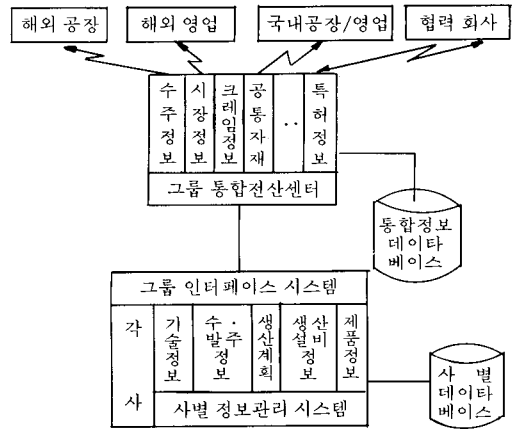 해외 공장
해외 영업
국내공장/영업
협력 회사
수주정보
시장정보
크레임정보
공통자재
··
특허정보
그룹 통합전산센터
통합정보
데이타
베이스
그룹 인터페이스 시스템
각 사
기술정보
수·발주정보
생산계획
생산설비정보
제품정보
사별 정보관리 시스템
사 별
데이타
베이스